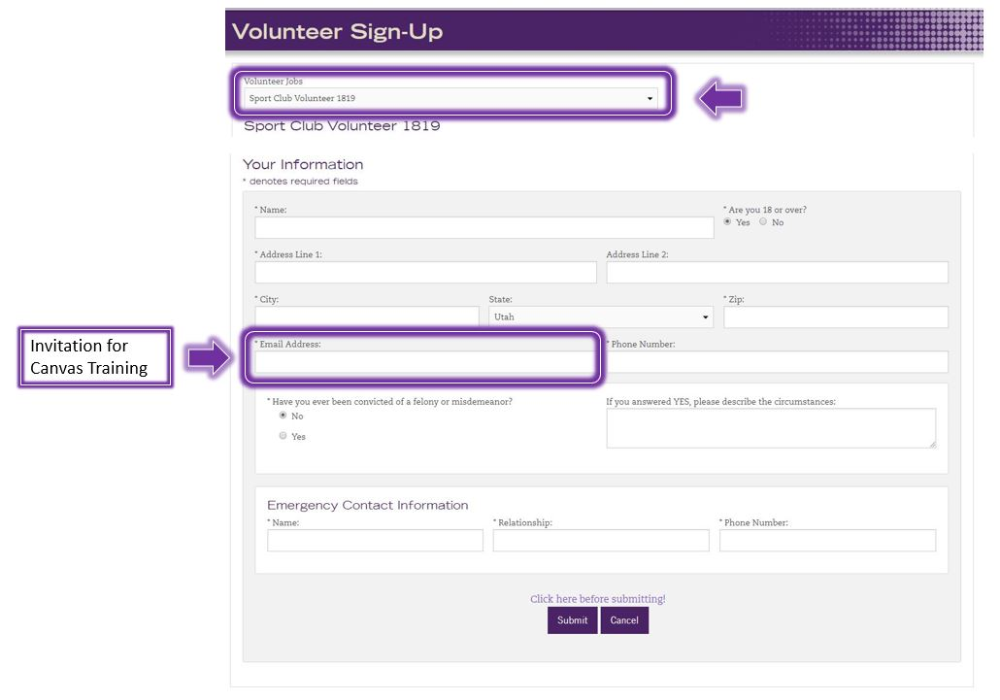 Volunteer Sign-Up
Volunteer Jobs
Sport Club Volunteer 1819
Sport Club Volunteer 1819
Your Information
* denotes required fields
* Name:
* Are you 18 or over?
Yes No
* Address Line 1:
Address Line 2:
* City:
State:
* Zip:
Utah
Invitation for
Canvas Training
* Email Address:
* Phone Number:
* Have you ever been convicted of a felony or misdemeanor?
If you answered YES, please describe the circumstances:
No
Yes
Emergency Contact Information
* Name:
* Relationship:
* Phone Number:
Click here before submitting!
Submit
Cancel